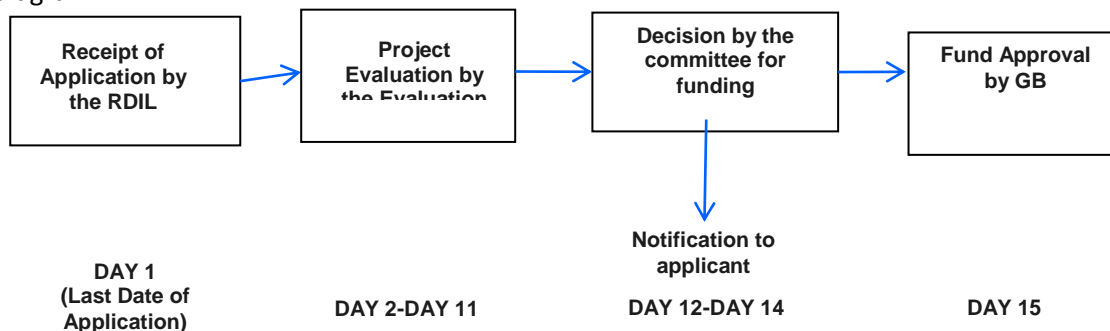 Receipt of
Application by
the RDIL
Project
Evaluation by
the Evaluation
Decision by the
committee for
funding
Fund Approval
by GB
Notification to
applicant
DAY 1
(Last Date of
Application)
DAY 2-DAY 11
DAY 12-DAY 14
DAY 15